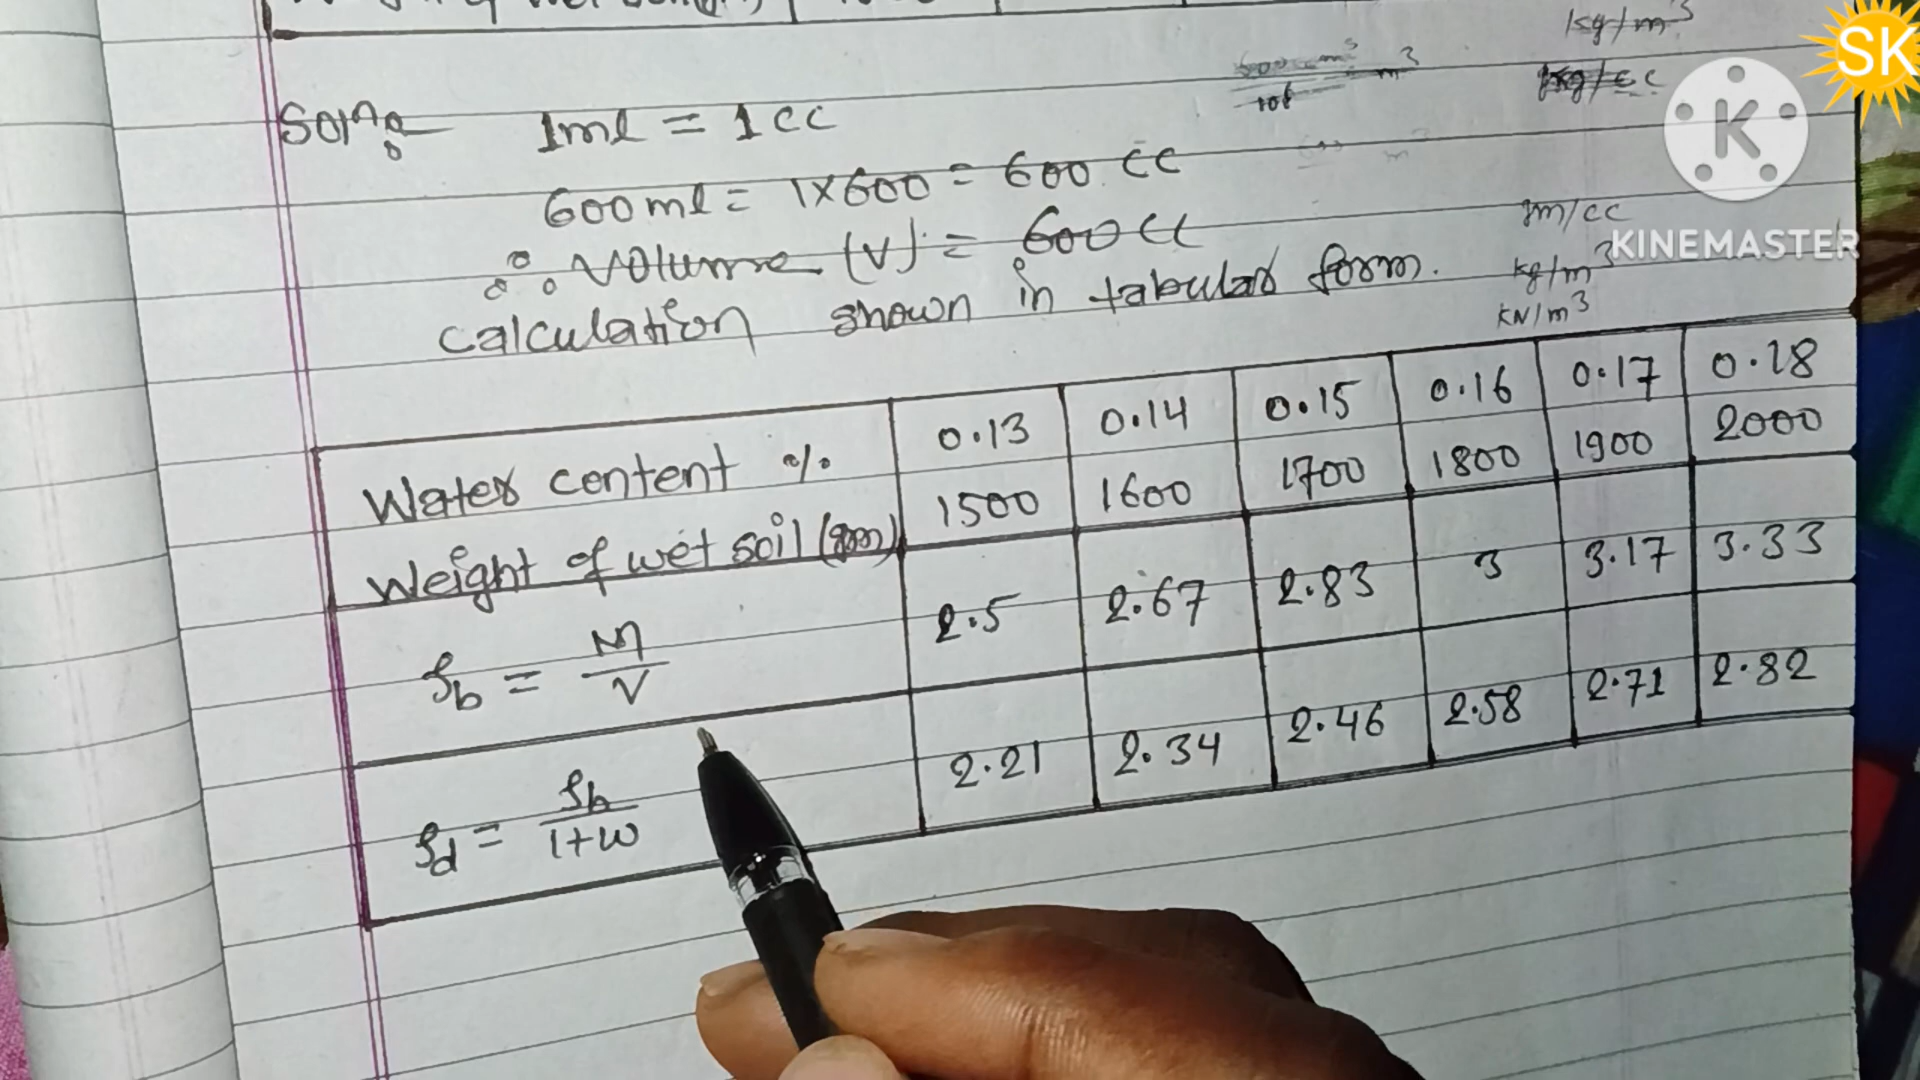 kg/m³
SK
Soln:
1ml = 1cc
kg/cc
K
600ml = 1×600 = 600 cc
gm/cc
KINEMASTER
∴ Volume (V) = 600cc
kg/m³
calculation shown in tabular form.
kN/m³
Water content % 0.13 0.14 0.15 0.16 0.17 0.18
Weight of wet soil (gm) 1500 1600 1700 1800 1900 2000
ρb = M/V 2.5 2.67 2.83 3 3.17 3.33
ρd = ρb/1+w 2.21 2.34 2.46 2.58 2.71 2.82